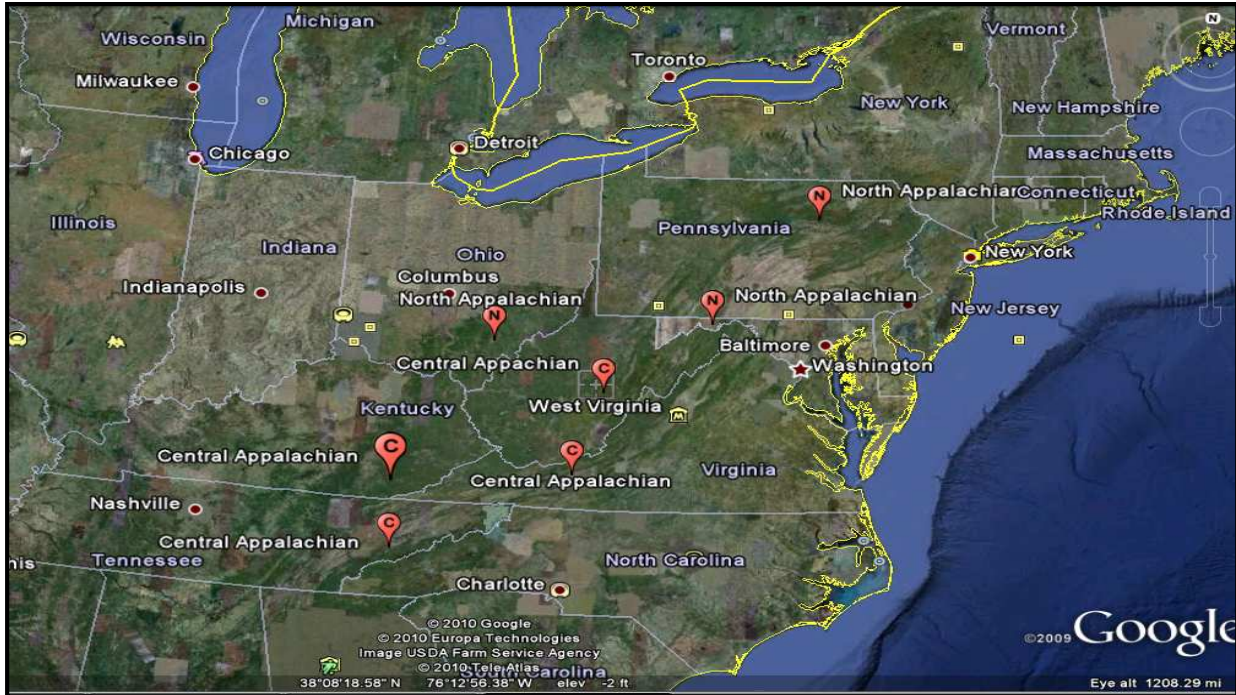 Michigan
N
Wisconsin
Vermont
Toronto
Milwaukee
New York
New Hampshire
Detroit
Chicago
Massachusetts
N
North Appalachian
Connecticut
Rhode Island
Illinois
Pennsylvania
Indiana
Ohio
New York
Columbus
Indianapolis
North Appalachian
N
North Appalachian
N
New Jersey
Baltimore
Central Appachian
C
Washington
Kentucky
West Virginia
C
Central Appalachian
C
Virginia
Central Appalachian
Nashville
C
Central Appalachian
Tennessee
North Carolina
Charlotte
© 2010 Google
© 2010 Europa Technologies
Image USDA Farm Service Agency
© 2010 Tele Atlas
South Carolina
©2009 Google
38°08'18.58" N 76°12'56.38" W elev -2 ft
Eye alt 1208.29 mi